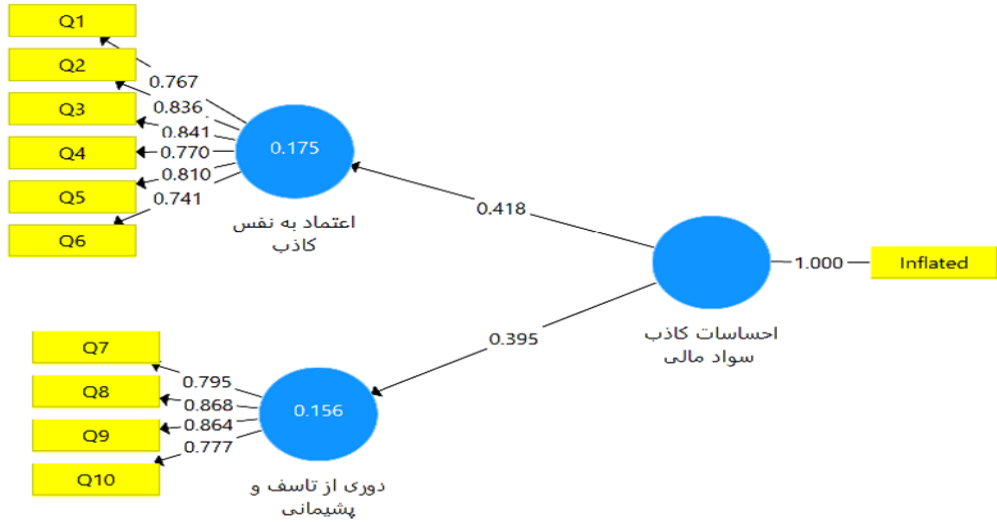 Q1
Q2
Q3
Q4
Q5
Q6
0.767
0.836
0.841
0.770
0.810
0.741
0.175
اعتماد به نفس
کاذب
0.418
احساسات کاذب
سواد مالی
1.000
Inflated
0.395
Q7
Q8
Q9
Q10
0.795
0.868
0.864
0.777
0.156
دوری از تاسف و
پشیمانی